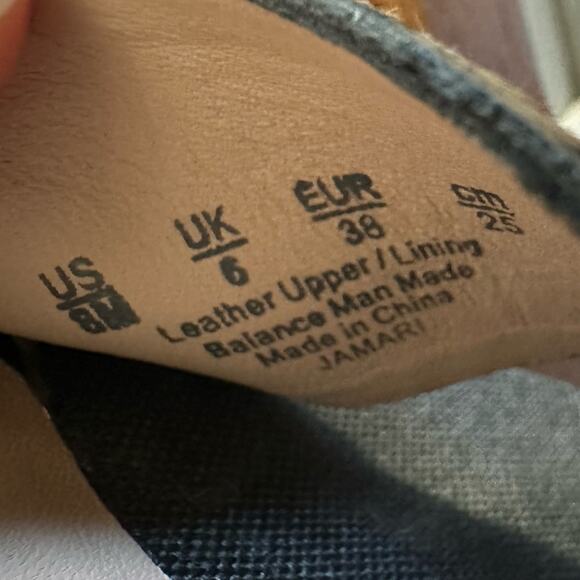 US UK EUR cm
8M 6 38 25
Leather Upper / Lining
Balance Man Made
Made in China
JAMARI